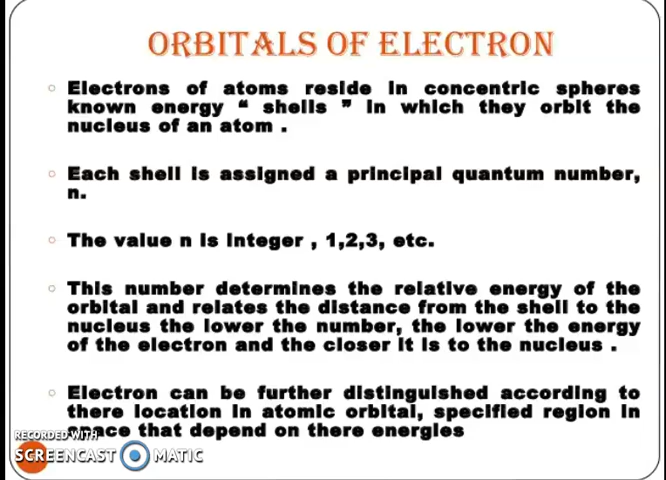 ORBITALS OF ELECTRON
Electrons of atoms reside in concentric spheres
known energy “ shells ” in which they orbit the
nucleus of an atom .
Each shell is assigned a principal quantum number,
n.
The value n is integer , 1,2,3, etc.
This number determines the relative energy of the
orbital and relates the distance from the shell to the
nucleus the lower the number, the lower the energy
of the electron and the closer it is to the nucleus .
Electron can be further distinguished according to
there location in atomic orbital, specified region in
that depend on there energies
RECORDED WITH
SCREENCAST MATIC